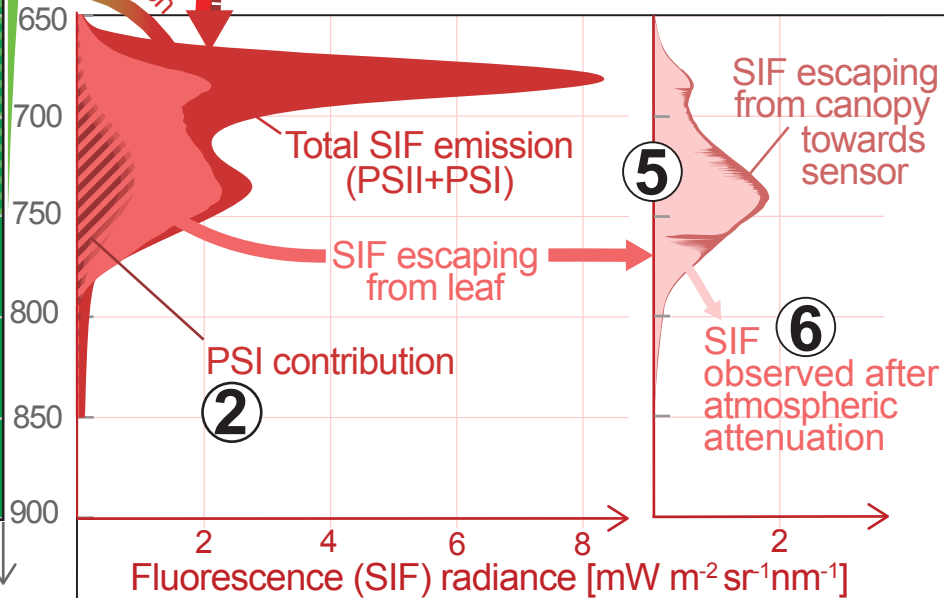 on
650
700
750
800
850
900
Total SIF emission
(PSII+PSI)
SIF escaping
from leaf
PSI contribution
2
SIF escaping
from canopy
towards
sensor
5
6
SIF
observed after
atmospheric
attenuation
2
4
6
8
2
Fluorescence (SIF) radiance [mW m⁻² sr⁻¹nm⁻¹]